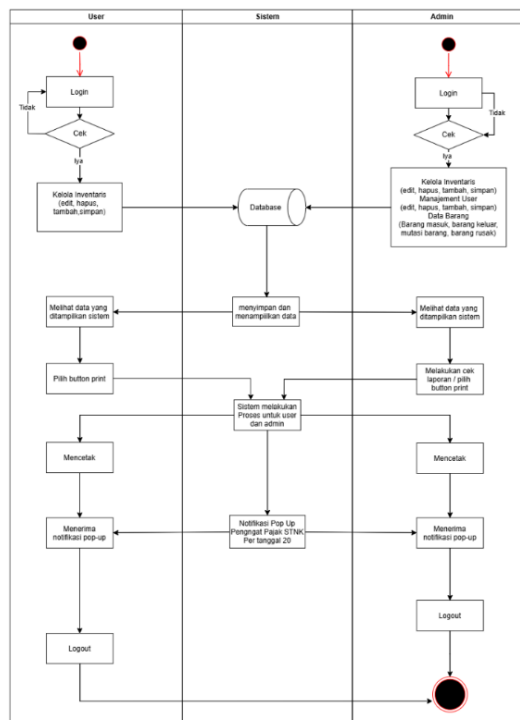 User
Sistem
Admin
Login
Tidak
Cek
Iya
Login
Tidak
Cek
Iya
Kelola Inventaris
(edit, hapus,
tambah,simpan)
Database
Kelola Inventaris
(edit, hapus, tambah, simpan)
Manajement User
(edit, hapus, tambah, simpan)
Data Barang
(Barang masuk, barang keluar,
mutasi barang, barang rusak)
Melihat data yang
ditampilkan sistem
menyimpan dan
menampilkan data
Melihat data yang
ditampilkan sistem
Pilih button print
Melakukan cek
laporan / pilih
button print
Sistem melakukan
Proses untuk user
dan admin
Mencetak
Mencetak
Menerima
notifikasi pop-up
Notifikasi Pop Up
Pengngat Pajak STNK
Per tanggal 20
Menerima
notifikasi pop-up
Logout
Logout